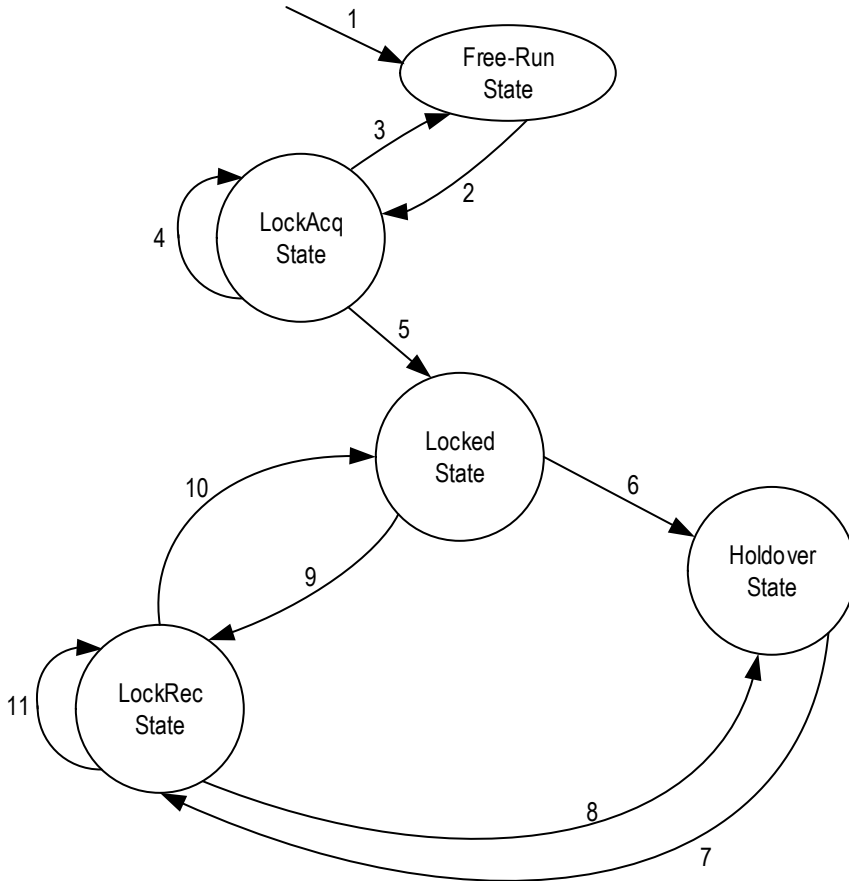 1
Free-Run
State
3
2
LockAcq
State
4
5
Locked
State
10
6
Holdover
State
9
LockRec
State
11
8
7